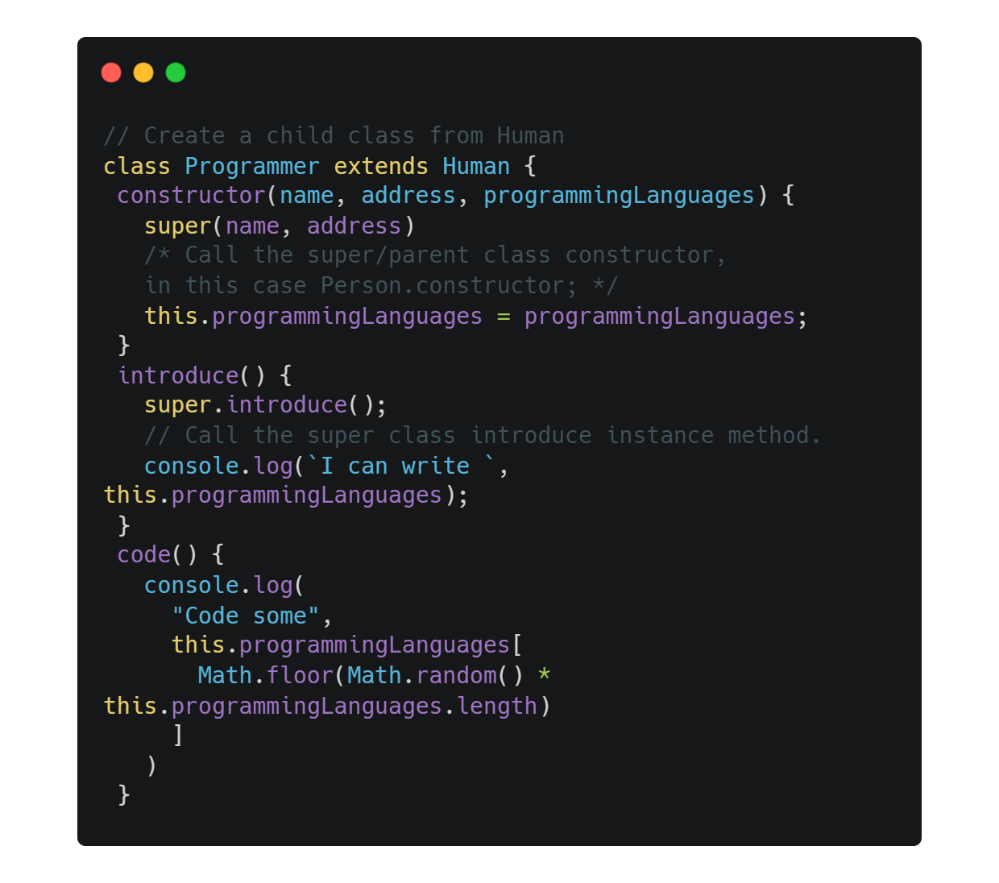 // Create a child class from Human
class Programmer extends Human {
 constructor(name, address, programmingLanguages) {
   super(name, address)
   /* Call the super/parent class constructor,
   in this case Person.constructor; */
   this.programmingLanguages = programmingLanguages;
 }
 introduce() {
   super.introduce();
   // Call the super class introduce instance method.
   console.log(`I can write `,
this.programmingLanguages);
 }
 code() {
   console.log(
     "Code some",
     this.programmingLanguages[
       Math.floor(Math.random() *
this.programmingLanguages.length)
     ]
   )
 }